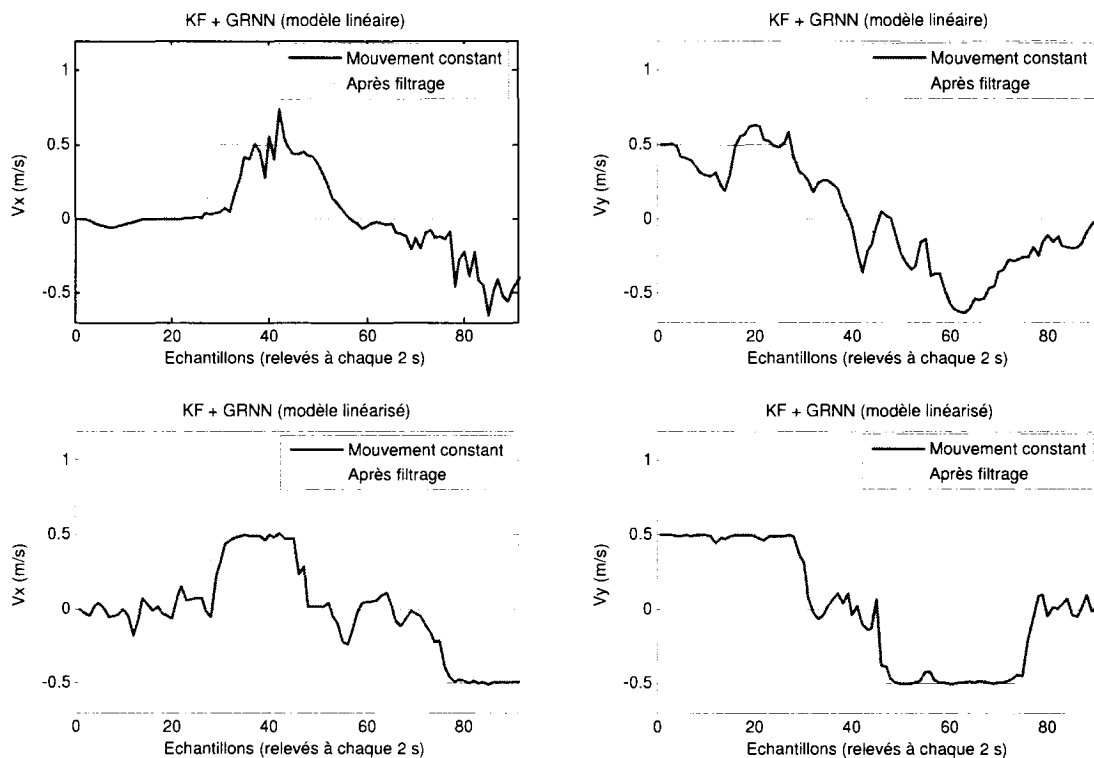 KF + GRNN (modèle linéaire)
Mouvement constant
Après filtrage
1
0.5
0
-0.5
Vx (m/s)
0 20 40 60 80
Echantillons (relevés à chaque 2 s)
KF + GRNN (modèle linéaire)
Mouvement constant
Après filtrage
1
0.5
0
-0.5
Vy (m/s)
0 20 40 60 80
Echantillons (relevés à chaque 2 s)
KF + GRNN (modèle linéarisé)
Mouvement constant
Après filtrage
1
0.5
0
-0.5
Vx (m/s)
0 20 40 60 80
Echantillons (relevés à chaque 2 s)
KF + GRNN (modèle linéarisé)
Mouvement constant
Après filtrage
1
0.5
0
-0.5
Vy (m/s)
0 20 40 60 80
Echantillons (relevés à chaque 2 s)